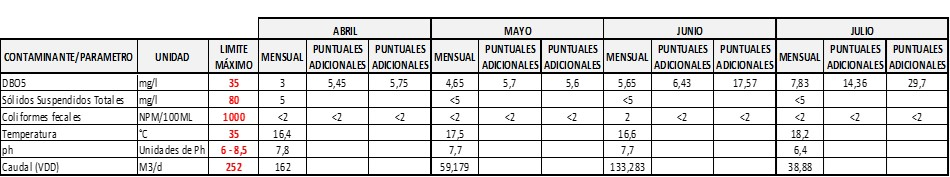 ABRIL MAYO JUNIO JULIO
CONTAMINANTE/PARAMETRO UNIDAD LIMITE MÁXIMO MENSUAL PUNTUALES ADICIONALES PUNTUALES ADICIONALES MENSUAL PUNTUALES ADICIONALES PUNTUALES ADICIONALES MENSUAL PUNTUALES ADICIONALES PUNTUALES ADICIONALES MENSUAL PUNTUALES ADICIONALES PUNTUALES ADICIONALES
DBO5 mg/l 35 3 5,45 5,75 4,65 5,7 5,6 5,65 6,43 17,57 7,83 14,36 29,7
Sólidos Suspendidos Totales mg/l 80 5 <5 <5 <5
Coliformes fecales NPM/100ML 1000 <2 <2 <2 <2 <2 <2 2 <2 <2 <2 <2 <2
Temperatura °C 35 16,4 17,5 16,6 18,2
ph Unidades de Ph 6 - 8,5 7,8 7,7 7,7 6,4
Caudal (VDD) M3/d 252 162 59,179 133,283 38,88